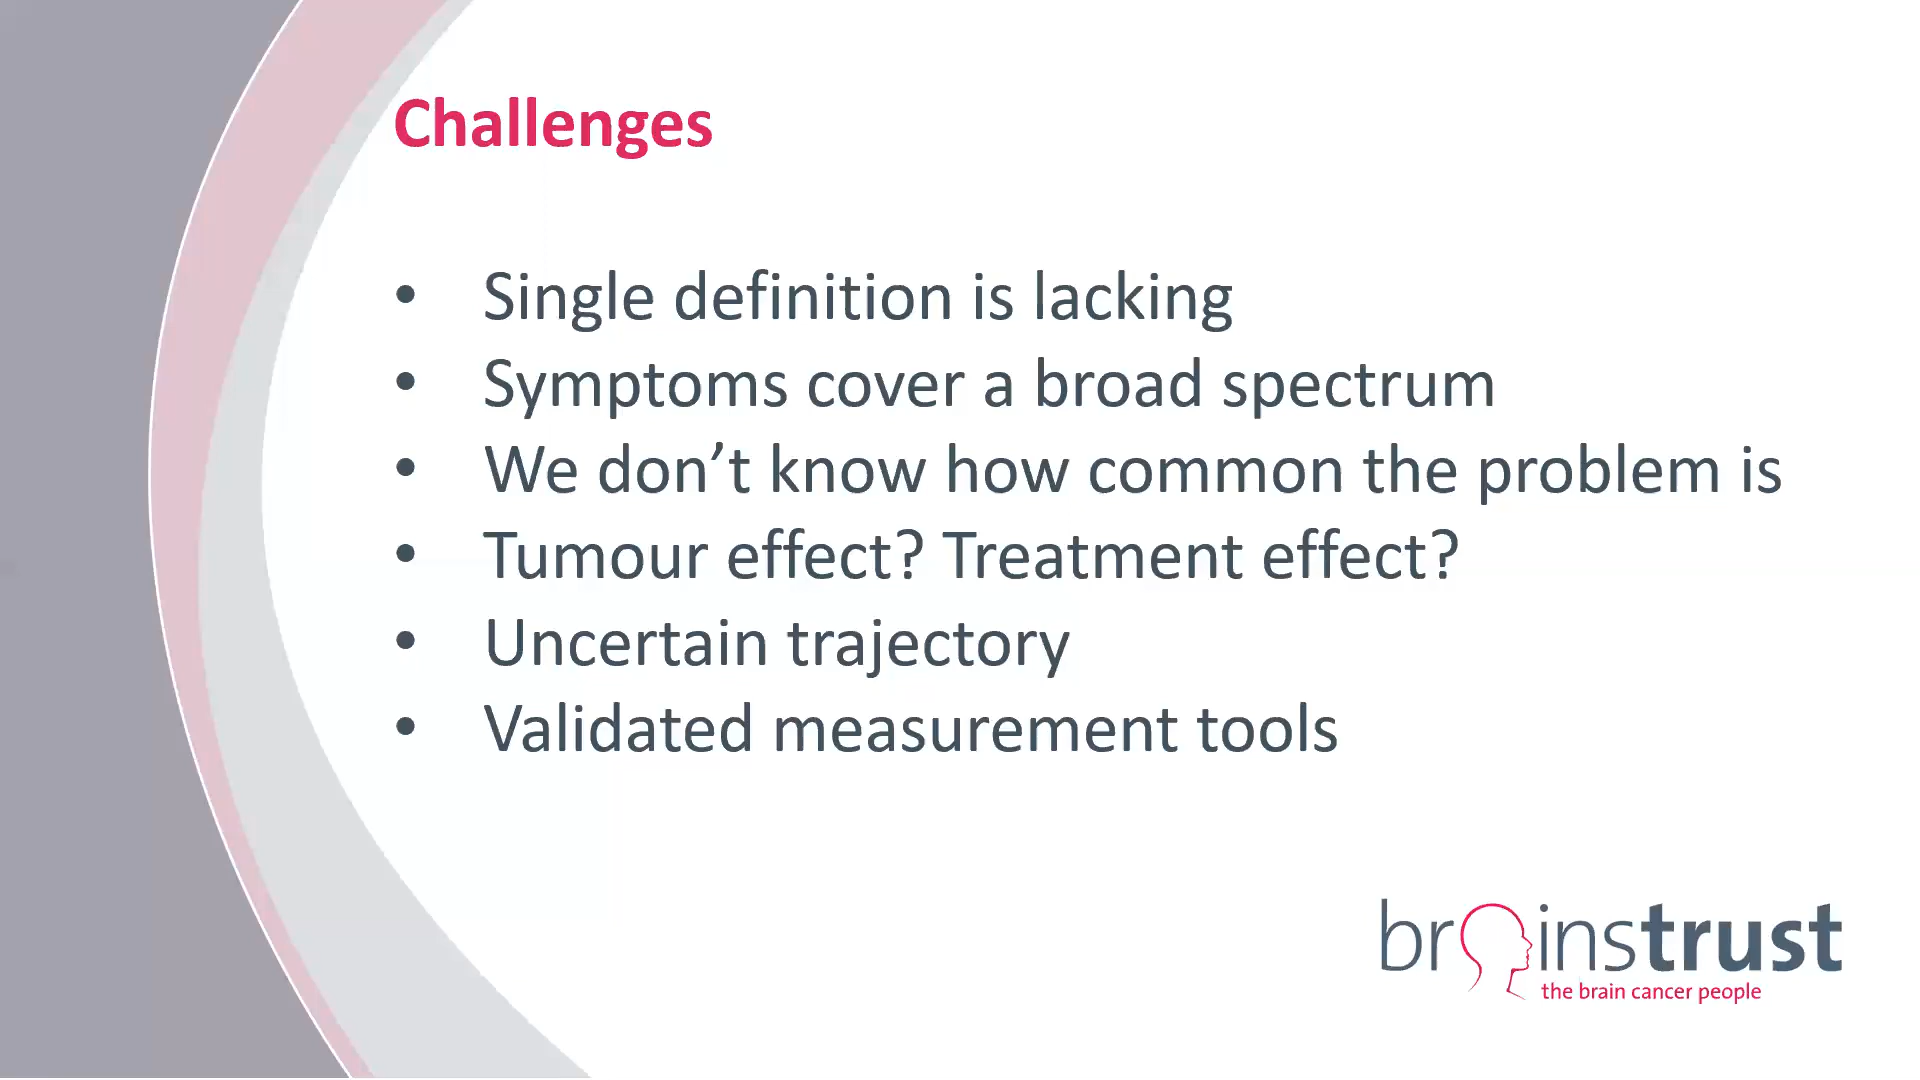 Challenges
• Single definition is lacking
• Symptoms cover a broad spectrum
• We don’t know how common the problem is
• Tumour effect? Treatment effect?
• Uncertain trajectory
• Validated measurement tools
brainstrust
the brain cancer people